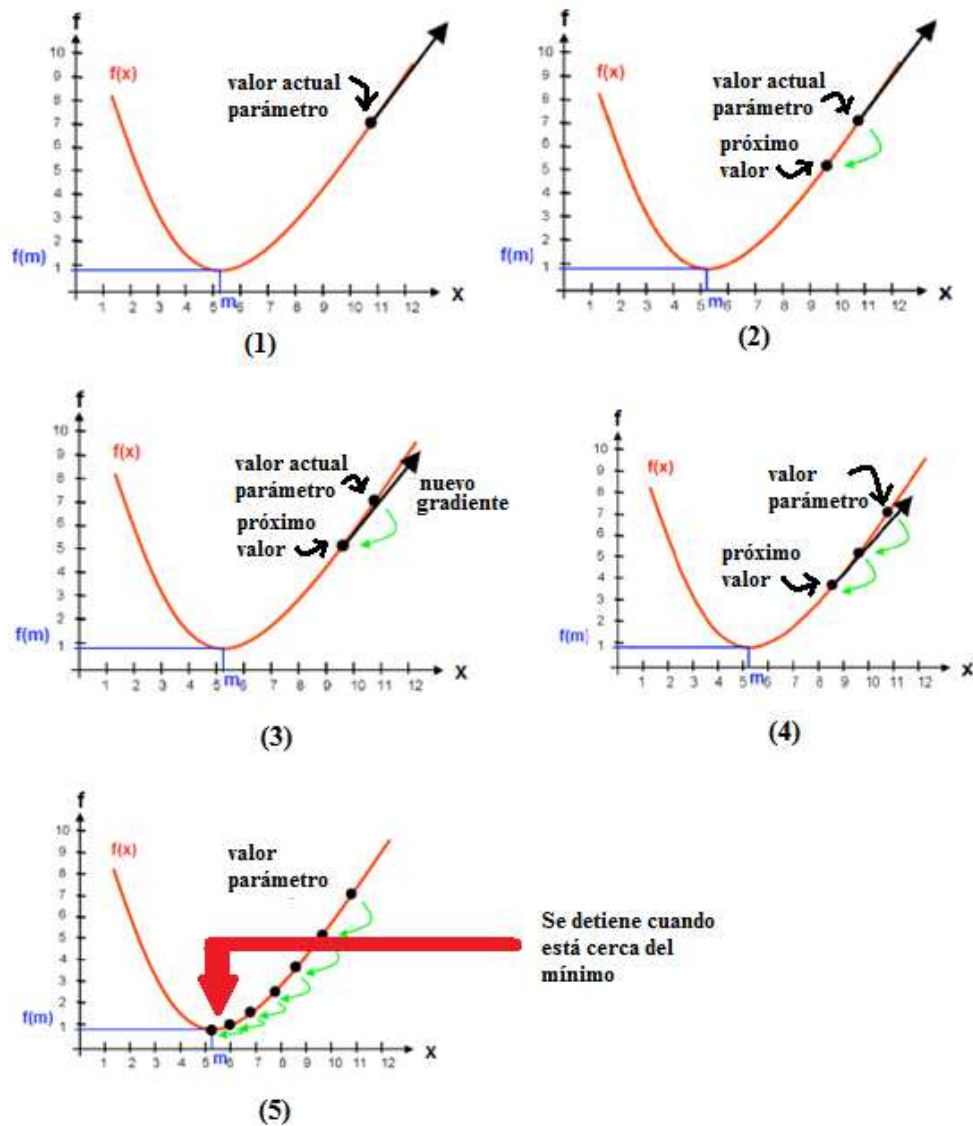 f
10
9
8
7
6
5
4
3
2
1
f(x)
valor actual
parámetro
f(m)
1 2 3 4 5 6 7 8 9 10 11 12
m
X
(1)
f
10
9
8
7
6
5
4
3
2
1
f(x)
valor actual
parámetro
próximo
valor
f(m)
1 2 3 4 5 6 7 8 9 10 11 12
m
X
(2)
f
10
9
8
7
6
5
4
3
2
1
f(x)
valor actual
parámetro
nuevo
gradiente
próximo
valor
f(m)
1 2 3 4 5 6 7 8 9 10 11 12
m
X
(3)
f
10
9
8
7
6
5
4
3
2
1
f(x)
valor
parámetro
próximo
valor
f(m)
1 2 3 4 5 6 7 8 9 10 11 12
m
X
(4)
f
10
9
8
7
6
5
4
3
2
1
f(x)
valor
parámetro
Se detiene cuando
está cerca del
mínimo
f(m)
1 2 3 4 5 6 7 8 9 10 11 12
m
X
(5)